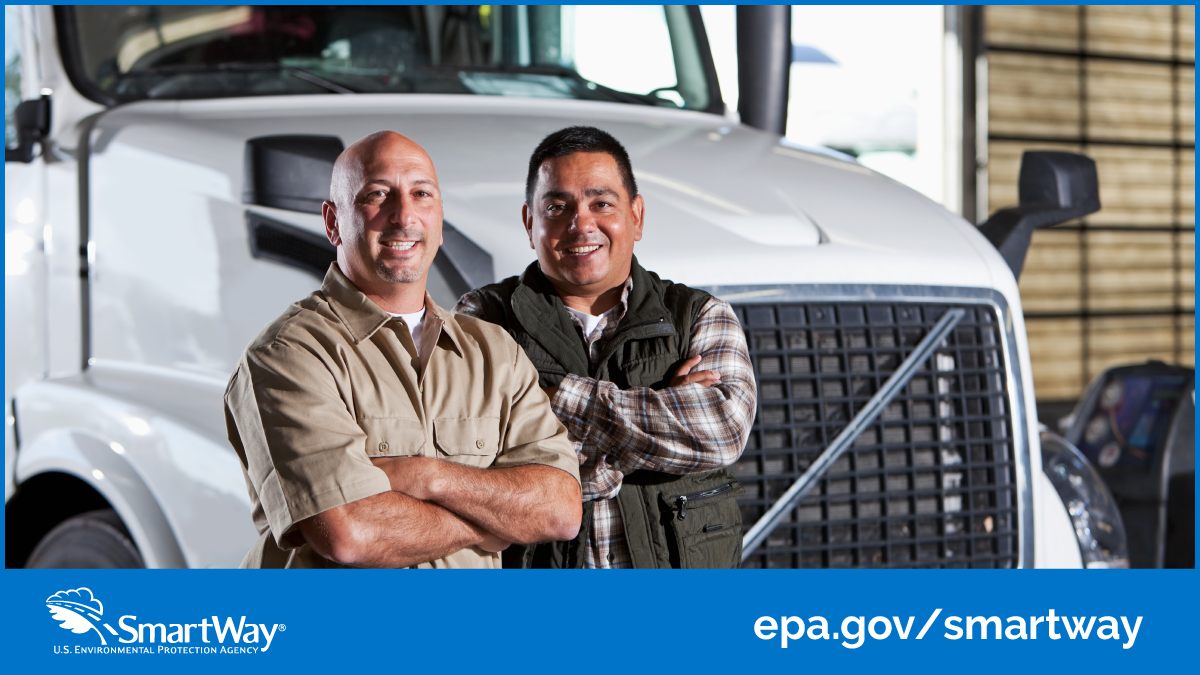 SmartWay®
U.S. Environmental Protection Agency
epa.gov/smartway